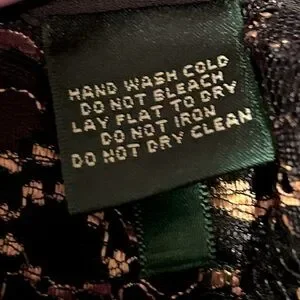 HAND WASH COLD
DO NOT BLEACH
LAY FLAT TO DRY
DO NOT IRON
DO NOT DRY CLEAN